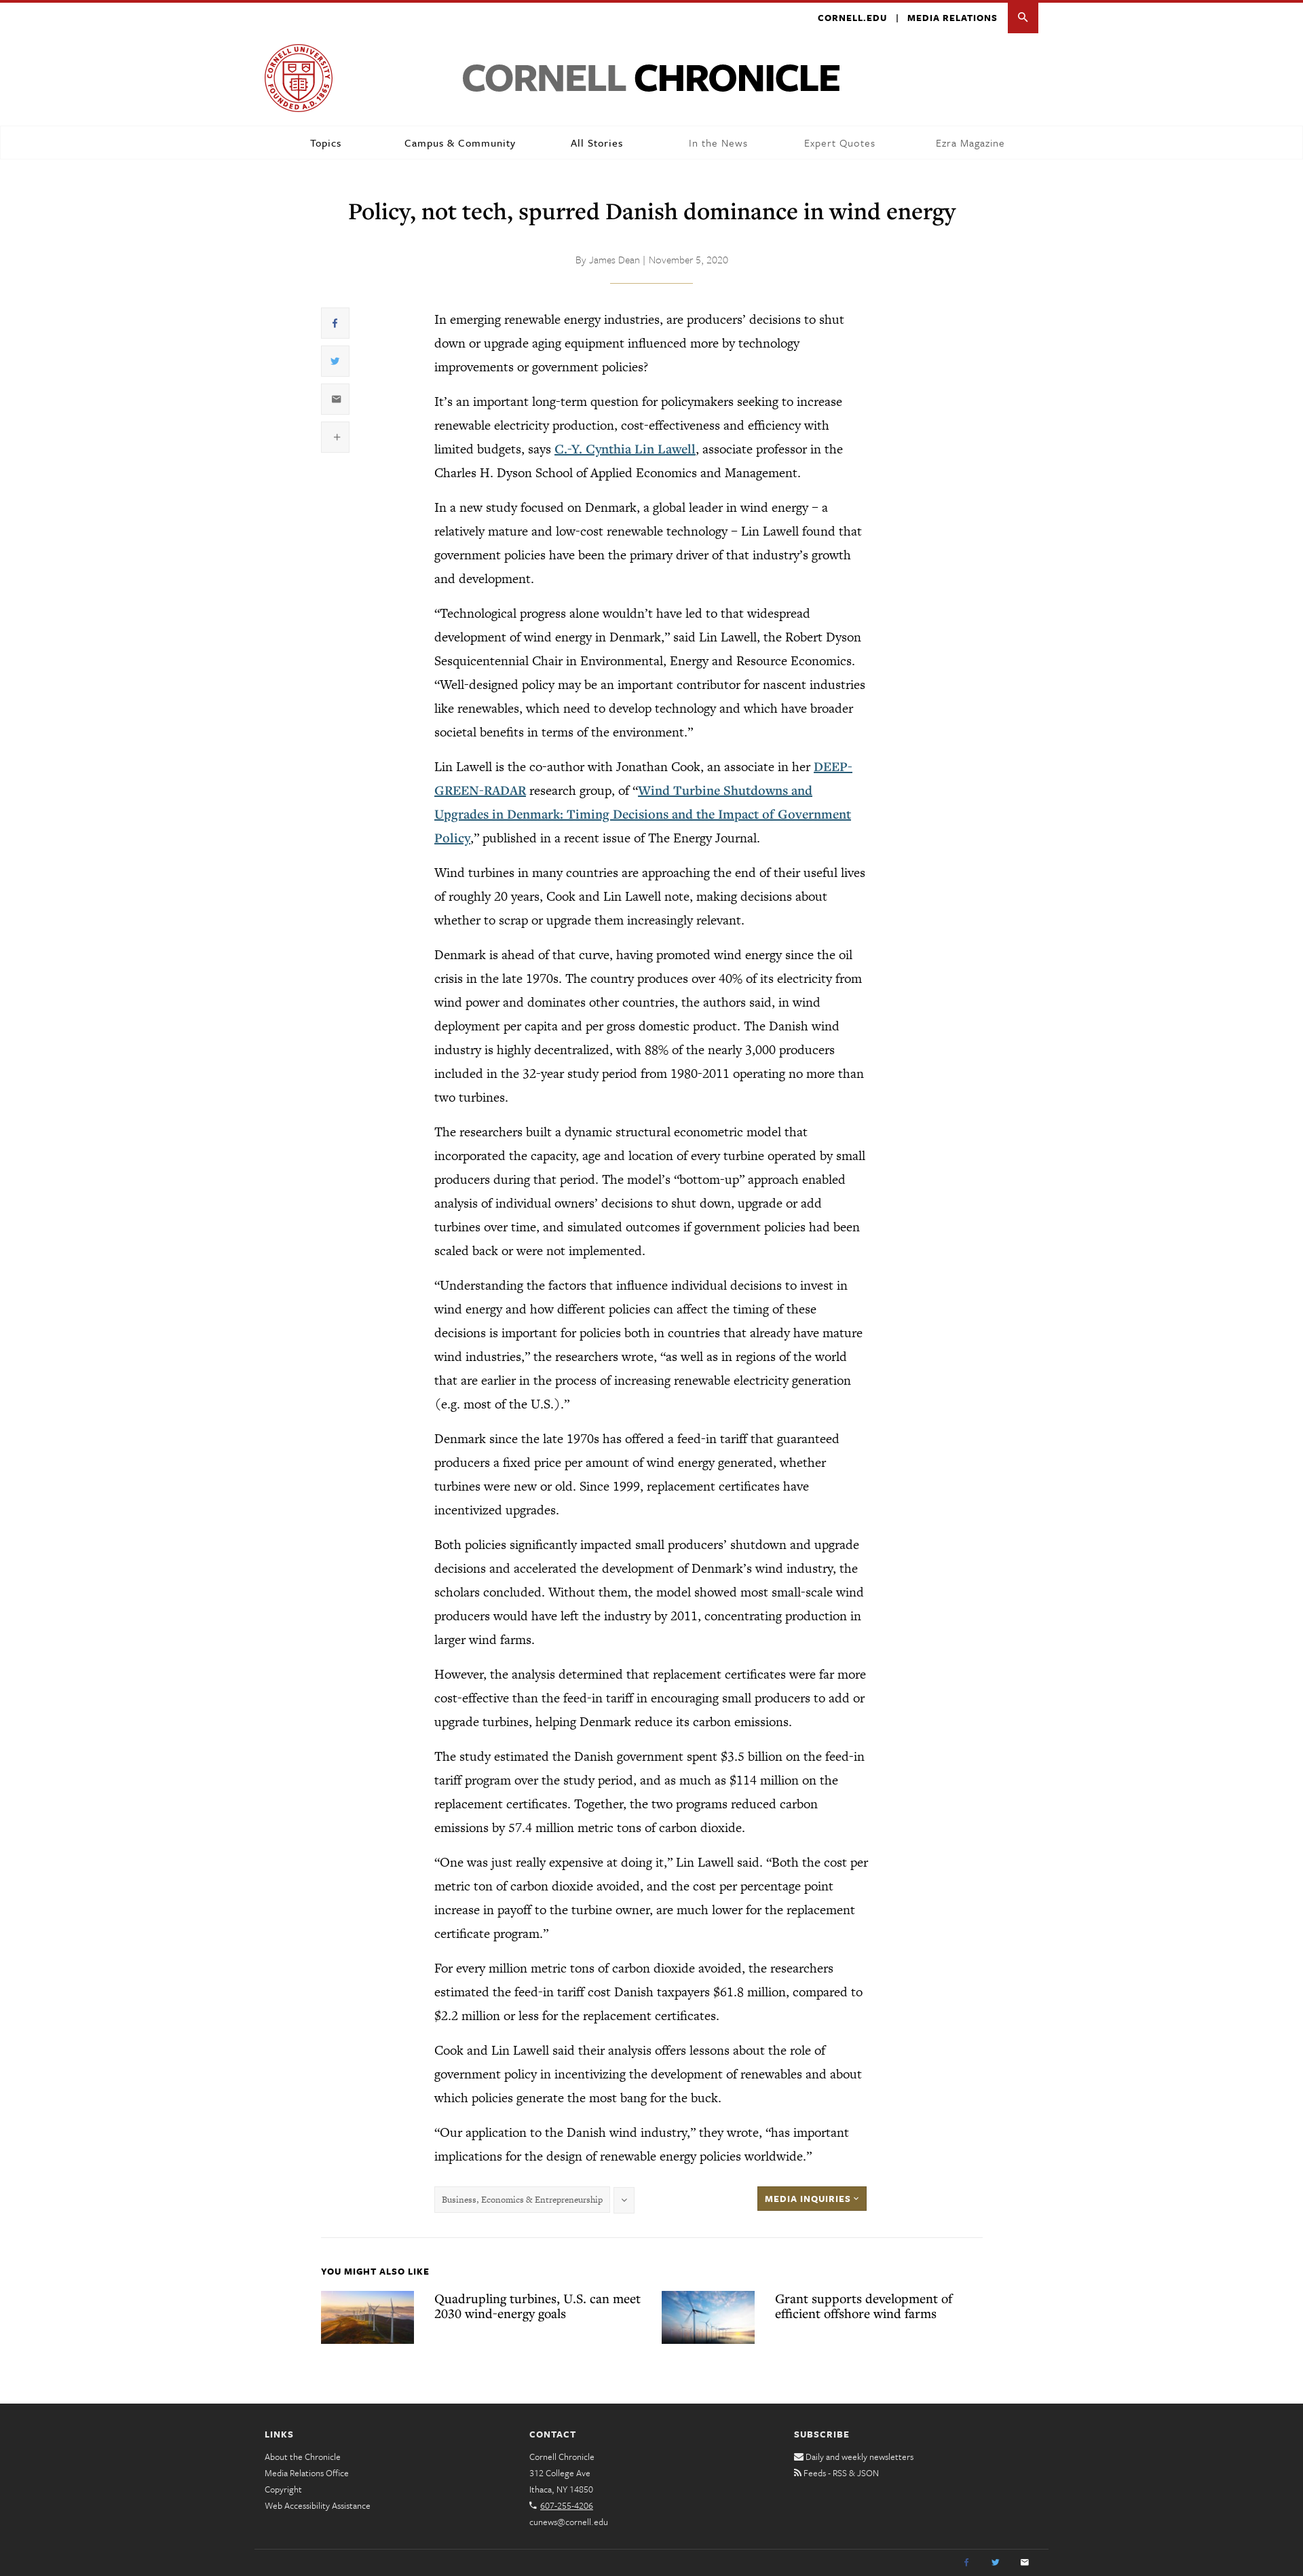 CORNELL.EDU | MEDIA RELATIONS
CORNELL UNIVERSITY
FOUNDED A.D. 1865
CORNELL CHRONICLE
Topics Campus & Community All Stories In the News Expert Quotes Ezra Magazine
Policy, not tech, spurred Danish dominance in wind energy
By James Dean | November 5, 2020
In emerging renewable energy industries, are producers’ decisions to shut
down or upgrade aging equipment influenced more by technology
improvements or government policies?
It’s an important long-term question for policymakers seeking to increase
renewable electricity production, cost-effectiveness and efficiency with
limited budgets, says C.-Y. Cynthia Lin Lawell, associate professor in the
Charles H. Dyson School of Applied Economics and Management.
In a new study focused on Denmark, a global leader in wind energy – a
relatively mature and low-cost renewable technology – Lin Lawell found that
government policies have been the primary driver of that industry’s growth
and development.
“Technological progress alone wouldn’t have led to that widespread
development of wind energy in Denmark,” said Lin Lawell, the Robert Dyson
Sesquicentennial Chair in Environmental, Energy and Resource Economics.
“Well-designed policy may be an important contributor for nascent industries
like renewables, which need to develop technology and which have broader
societal benefits in terms of the environment.”
Lin Lawell is the co-author with Jonathan Cook, an associate in her DEEP-
GREEN-RADAR research group, of “Wind Turbine Shutdowns and
Upgrades in Denmark: Timing Decisions and the Impact of Government
Policy,” published in a recent issue of The Energy Journal.
Wind turbines in many countries are approaching the end of their useful lives
of roughly 20 years, Cook and Lin Lawell note, making decisions about
whether to scrap or upgrade them increasingly relevant.
Denmark is ahead of that curve, having promoted wind energy since the oil
crisis in the late 1970s. The country produces over 40% of its electricity from
wind power and dominates other countries, the authors said, in wind
deployment per capita and per gross domestic product. The Danish wind
industry is highly decentralized, with 88% of the nearly 3,000 producers
included in the 32-year study period from 1980-2011 operating no more than
two turbines.
The researchers built a dynamic structural econometric model that
incorporated the capacity, age and location of every turbine operated by small
producers during that period. The model’s “bottom-up” approach enabled
analysis of individual owners’ decisions to shut down, upgrade or add
turbines over time, and simulated outcomes if government policies had been
scaled back or were not implemented.
“Understanding the factors that influence individual decisions to invest in
wind energy and how different policies can affect the timing of these
decisions is important for policies both in countries that already have mature
wind industries,” the researchers wrote, “as well as in regions of the world
that are earlier in the process of increasing renewable electricity generation
(e.g. most of the U.S.).”
Denmark since the late 1970s has offered a feed-in tariff that guaranteed
producers a fixed price per amount of wind energy generated, whether
turbines were new or old. Since 1999, replacement certificates have
incentivized upgrades.
Both policies significantly impacted small producers’ shutdown and upgrade
decisions and accelerated the development of Denmark’s wind industry, the
scholars concluded. Without them, the model showed most small-scale wind
producers would have left the industry by 2011, concentrating production in
larger wind farms.
However, the analysis determined that replacement certificates were far more
cost-effective than the feed-in tariff in encouraging small producers to add or
upgrade turbines, helping Denmark reduce its carbon emissions.
The study estimated the Danish government spent $3.5 billion on the feed-in
tariff program over the study period, and as much as $114 million on the
replacement certificates. Together, the two programs reduced carbon
emissions by 57.4 million metric tons of carbon dioxide.
“One was just really expensive at doing it,” Lin Lawell said. “Both the cost per
metric ton of carbon dioxide avoided, and the cost per percentage point
increase in payoff to the turbine owner, are much lower for the replacement
certificate program.”
For every million metric tons of carbon dioxide avoided, the researchers
estimated the feed-in tariff cost Danish taxpayers $61.8 million, compared to
$2.2 million or less for the replacement certificates.
Cook and Lin Lawell said their analysis offers lessons about the role of
government policy in incentivizing the development of renewables and about
which policies generate the most bang for the buck.
“Our application to the Danish wind industry,” they wrote, “has important
implications for the design of renewable energy policies worldwide.”
Business, Economics & Entrepreneurship
MEDIA INQUIRIES
YOU MIGHT ALSO LIKE
Quadrupling turbines, U.S. can meet
2030 wind-energy goals
Grant supports development of
efficient offshore wind farms
LINKS
About the Chronicle
Media Relations Office
Copyright
Web Accessibility Assistance
CONTACT
Cornell Chronicle
312 College Ave
Ithaca, NY 14850
607-255-4206
cunews@cornell.edu
SUBSCRIBE
Daily and weekly newsletters
Feeds - RSS & JSON